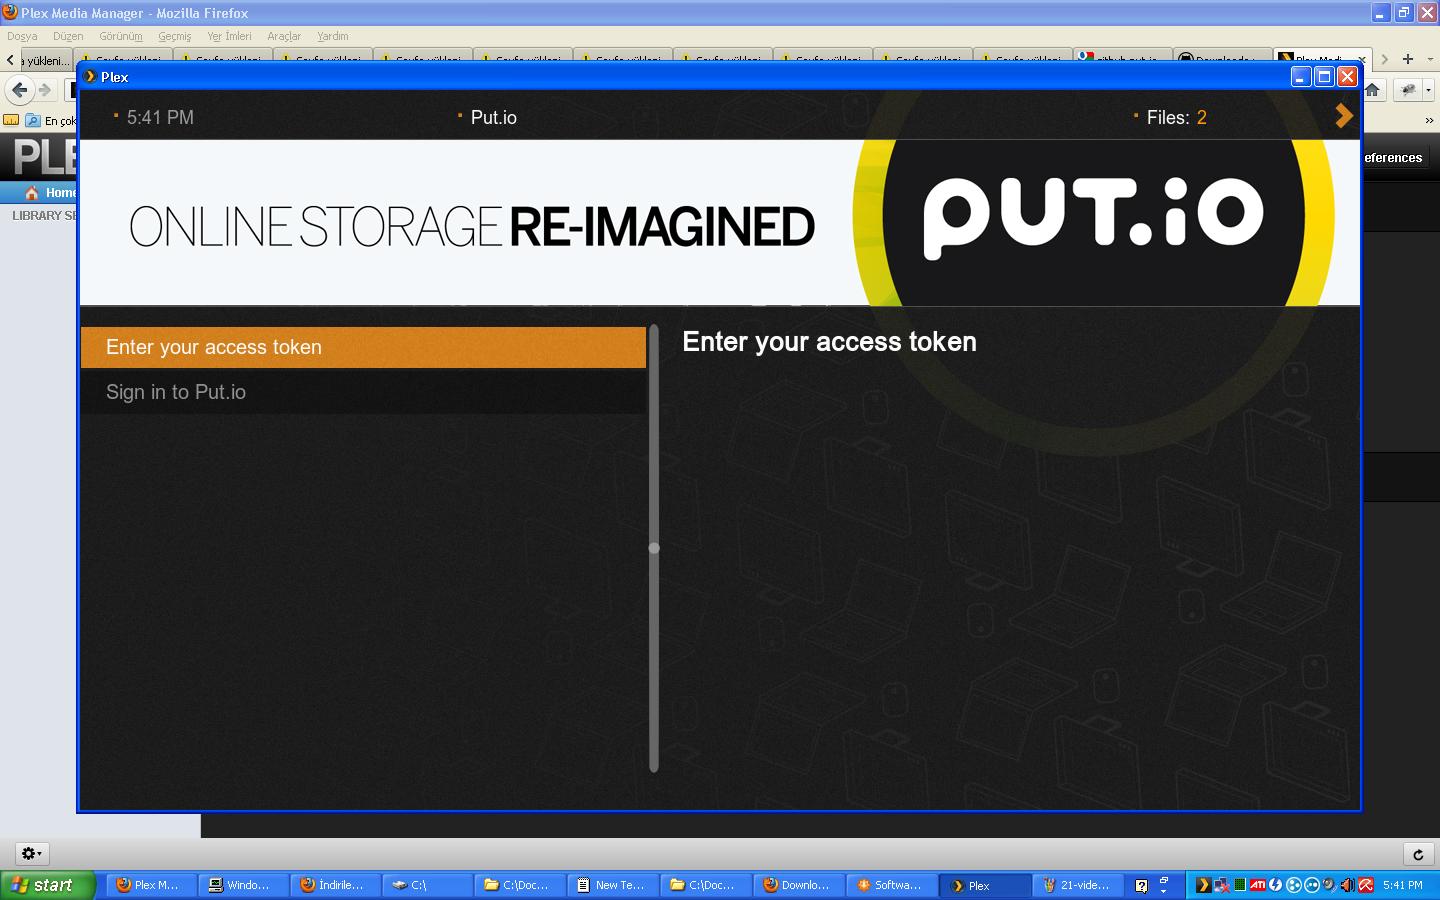 Plex Media Manager - Mozilla Firefox
Dosya Düzen Görünüm Geçmiş Yer İmleri Araçlar Yardım
Plex
En çok
»
5:41 PM
Put.io
Files: 2
PLE
eferences
Home
LIBRARY SE
ONLINE STORAGE RE-IMAGINED
PUT.iO
Enter your access token
Sign in to Put.io
Enter your access token
start
Plex M...
Windo...
İndirile...
C:\
C:\Doc...
New Te...
C:\Doc...
Downlo...
Softwa...
Plex
21-vide...
ATI
5:41 PM